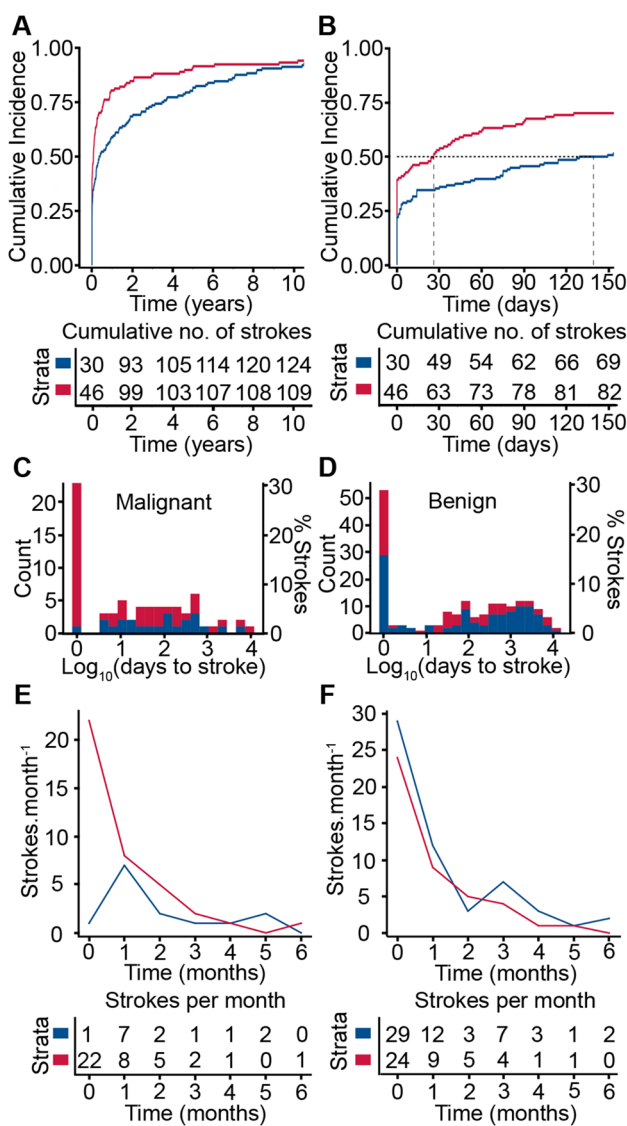 A
B
1.00
0.75
0.50
0.25
0.00
Cumulative Incidence
0 2 4 6 8 10
Time (years)
1.00
0.75
0.50
0.25
0.00
Cumulative Incidence
0 30 60 90 120 150
Time (days)
Cumulative no. of strokes
Strata
30 93 105 114 120 124
46 99 103 107 108 109
0 2 4 6 8 10
Time (years)
Cumulative no. of strokes
Strata
30 49 54 62 66 69
46 63 73 78 81 82
0 30 60 90 120 150
Time (days)
C
D
Malignant
20
15
10
5
0
Count
30
20
10
0
% Strokes
0 1 2 3 4
Log10(days to stroke)
Benign
50
40
30
20
10
0
Count
30
20
10
0
% Strokes
0 1 2 3 4
Log10(days to stroke)
E
F
20
15
10
5
0
Strokes.month-1
0 1 2 3 4 5 6
Time (months)
30
25
20
15
10
5
0
Strokes.month-1
0 1 2 3 4 5 6
Time (months)
Strokes per month
Strata
1 7 2 1 1 2 0
22 8 5 2 1 0 1
0 1 2 3 4 5 6
Time (months)
Strokes per month
Strata
29 12 3 7 3 1 2
24 9 5 4 1 1 0
0 1 2 3 4 5 6
Time (months)